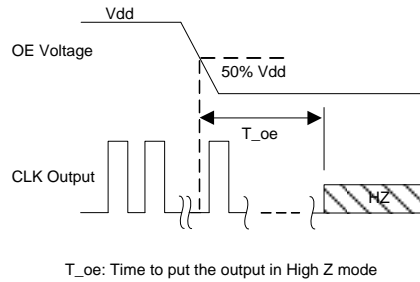 Vdd
OE Voltage
50% Vdd
T_oe
CLK Output
HZ
T_oe: Time to put the output in High Z mode